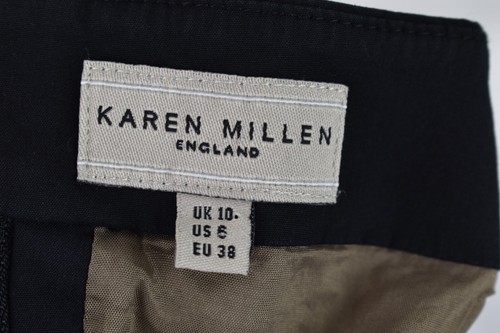 KAREN MILLEN
ENGLAND
UK 10.
US 6
EU 38